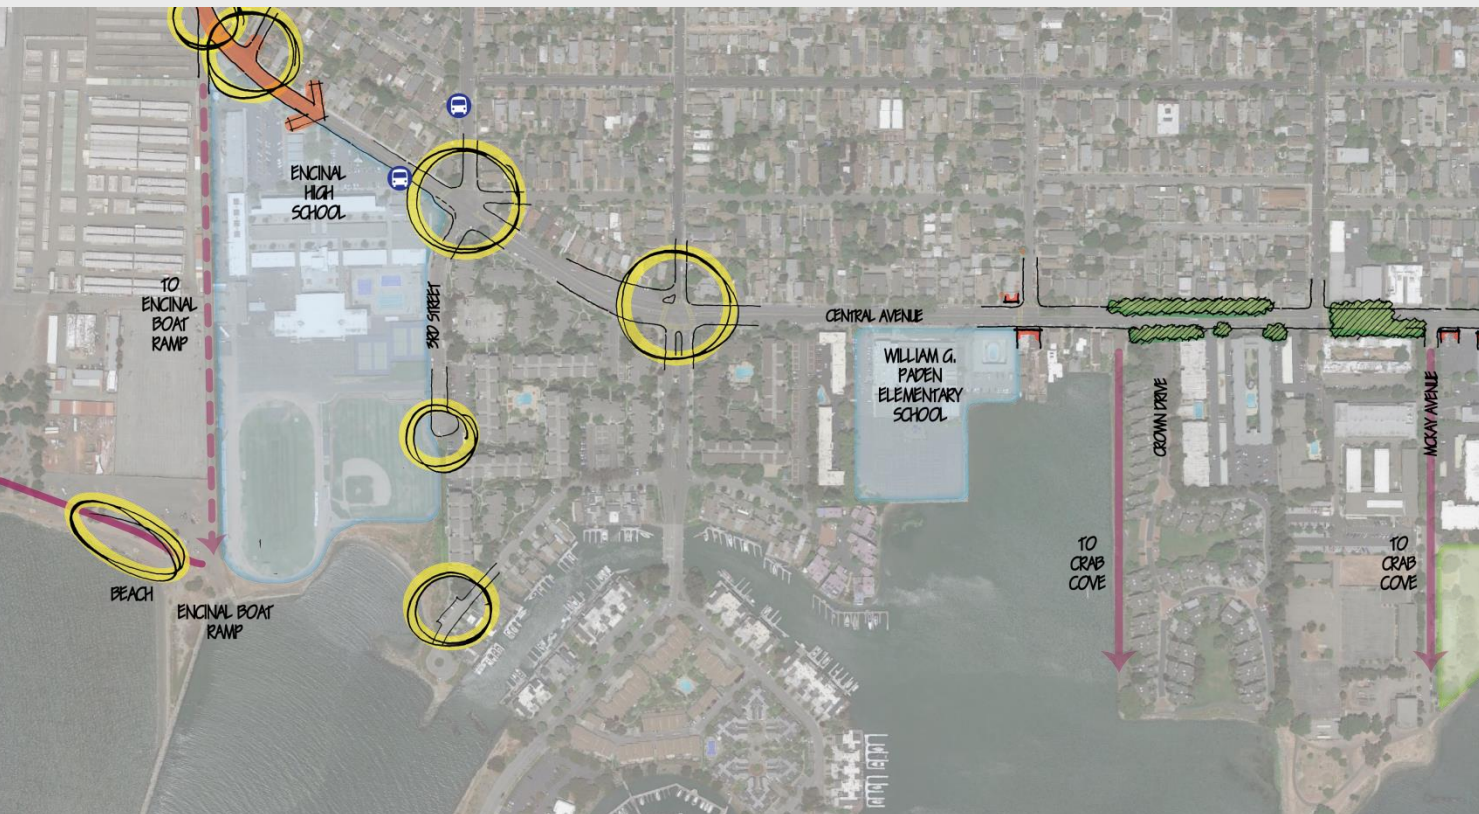 ENCINAL
HIGH
SCHOOL
TO
ENCINAL
BOAT
RAMP
3RD STREET
CENTRAL AVENUE
WILLIAM G.
PADEN
ELEMENTARY
SCHOOL
CROWN DRIVE
MCKAY AVENUE
TO
CRAB
COVE
TO
CRAB
COVE
BEACH
ENCINAL BOAT
RAMP